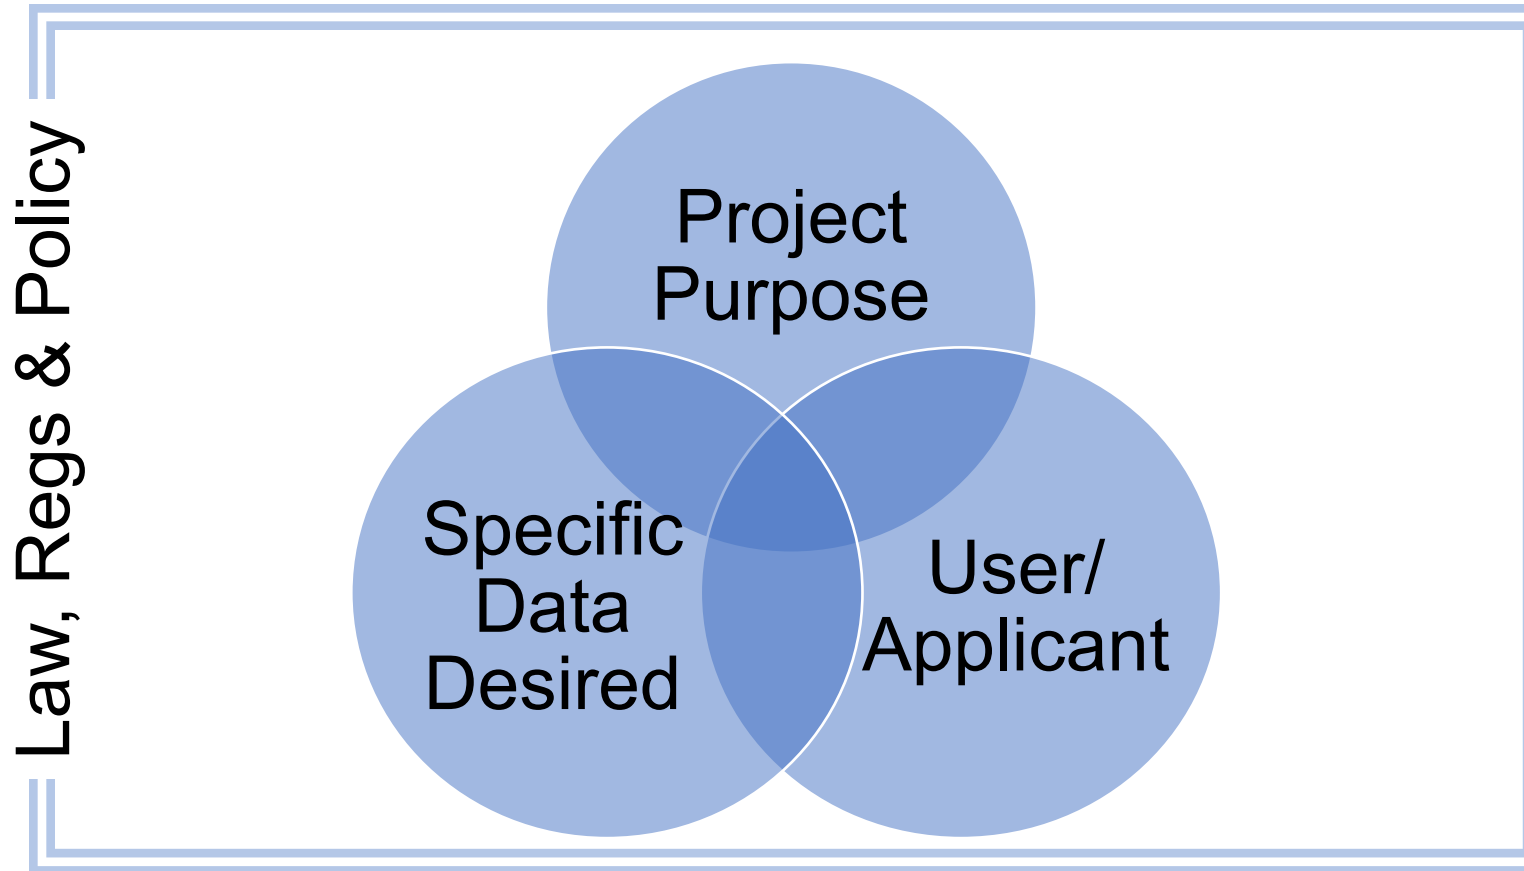 Law, Regs & Policy
Project
Purpose
Specific
Data
Desired
User/
Applicant